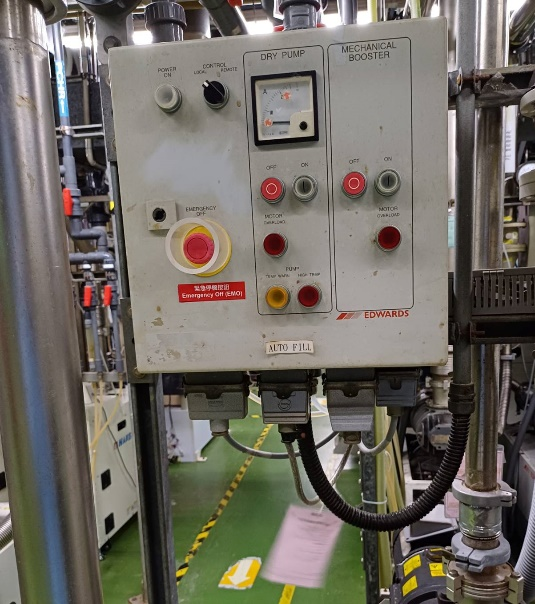 DRY PUMP
MECHANICAL
BOOSTER
POWER
ON
CONTROL
LOCAL
REMOTE
A
OFF
ON
OFF
ON
EMERGENCY
OFF
MOTOR
OVERLOAD
MOTOR
OVERLOAD
PUMP
TEMP WARN
HIGH TEMP
緊急停機按鈕
Emergency Off (EMO)
EDWARDS
AUTO FILL